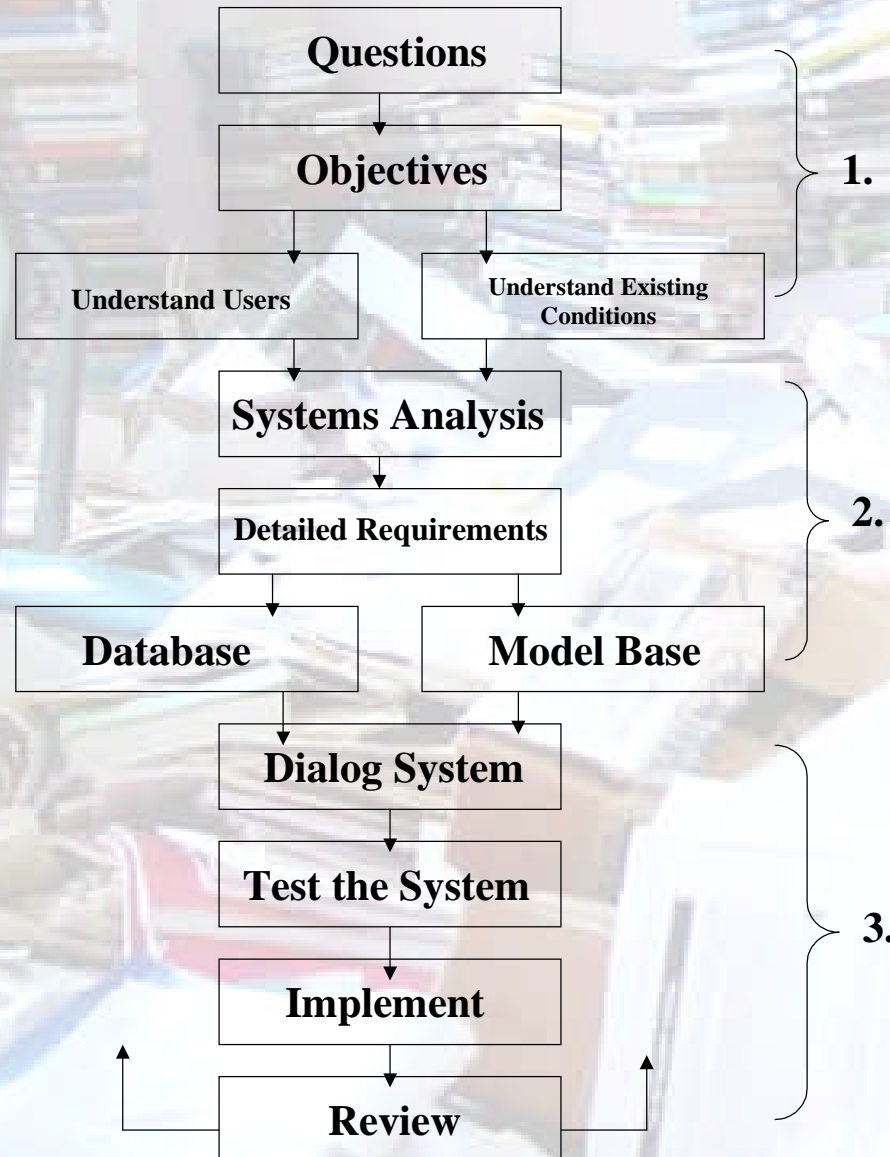 Questions
Objectives
1.
Understand Users
Understand Existing
Conditions
Systems Analysis
Detailed Requirements
2.
Database
Model Base
Dialog System
Test the System
3.
Implement
Review